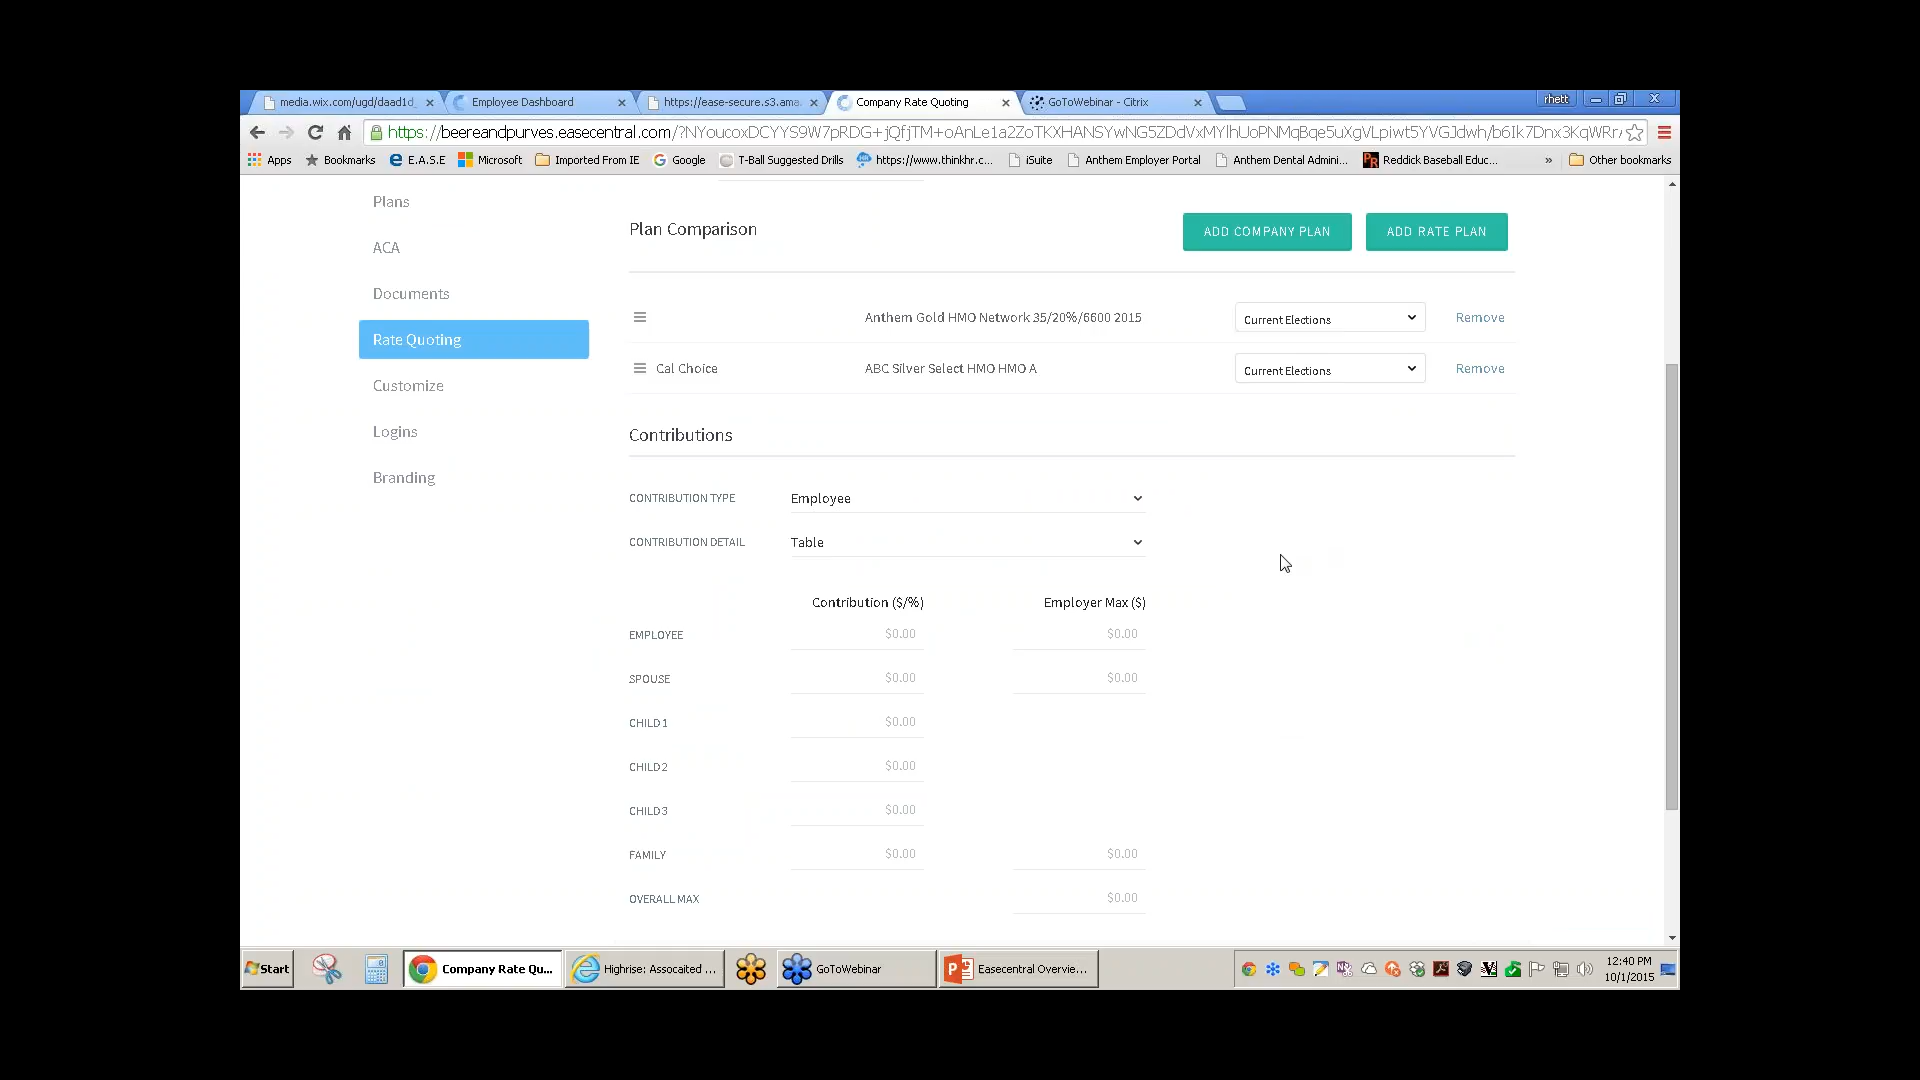 media.wix.com/ugd/daad1d_
Employee Dashboard
https://ease-secure.s3.ama
Company Rate Quoting
GoToWebinar - Citrix
rhett
Apps
Bookmarks
E.A.S.E
Microsoft
Imported From IE
Google
T-Ball Suggested Drills
https://www.thinkhr.c...
iSuite
Anthem Employer Portal
Anthem Dental Admini...
Reddick Baseball Educ...
»
Other bookmarks
Plans
ACA
Documents
Rate Quoting
Customize
Logins
Branding
Plan Comparison
ADD COMPANY PLAN
ADD RATE PLAN
Anthem Gold HMO Network 35/20%/6600 2015
Current Elections
Remove
Cal Choice
ABC Silver Select HMO HMO A
Current Elections
Remove
Contributions
CONTRIBUTION TYPE
Employee
CONTRIBUTION DETAIL
Table
Contribution ($/%)
Employer Max ($)
EMPLOYEE
$0.00
$0.00
SPOUSE
$0.00
$0.00
CHILD 1
$0.00
CHILD 2
$0.00
CHILD 3
$0.00
FAMILY
$0.00
$0.00
OVERALL MAX
$0.00
Start
Company Rate Qu...
Highrise: Assocaited ...
GoToWebinar
Easecentral Overvie...
12:40 PM
10/1/2015